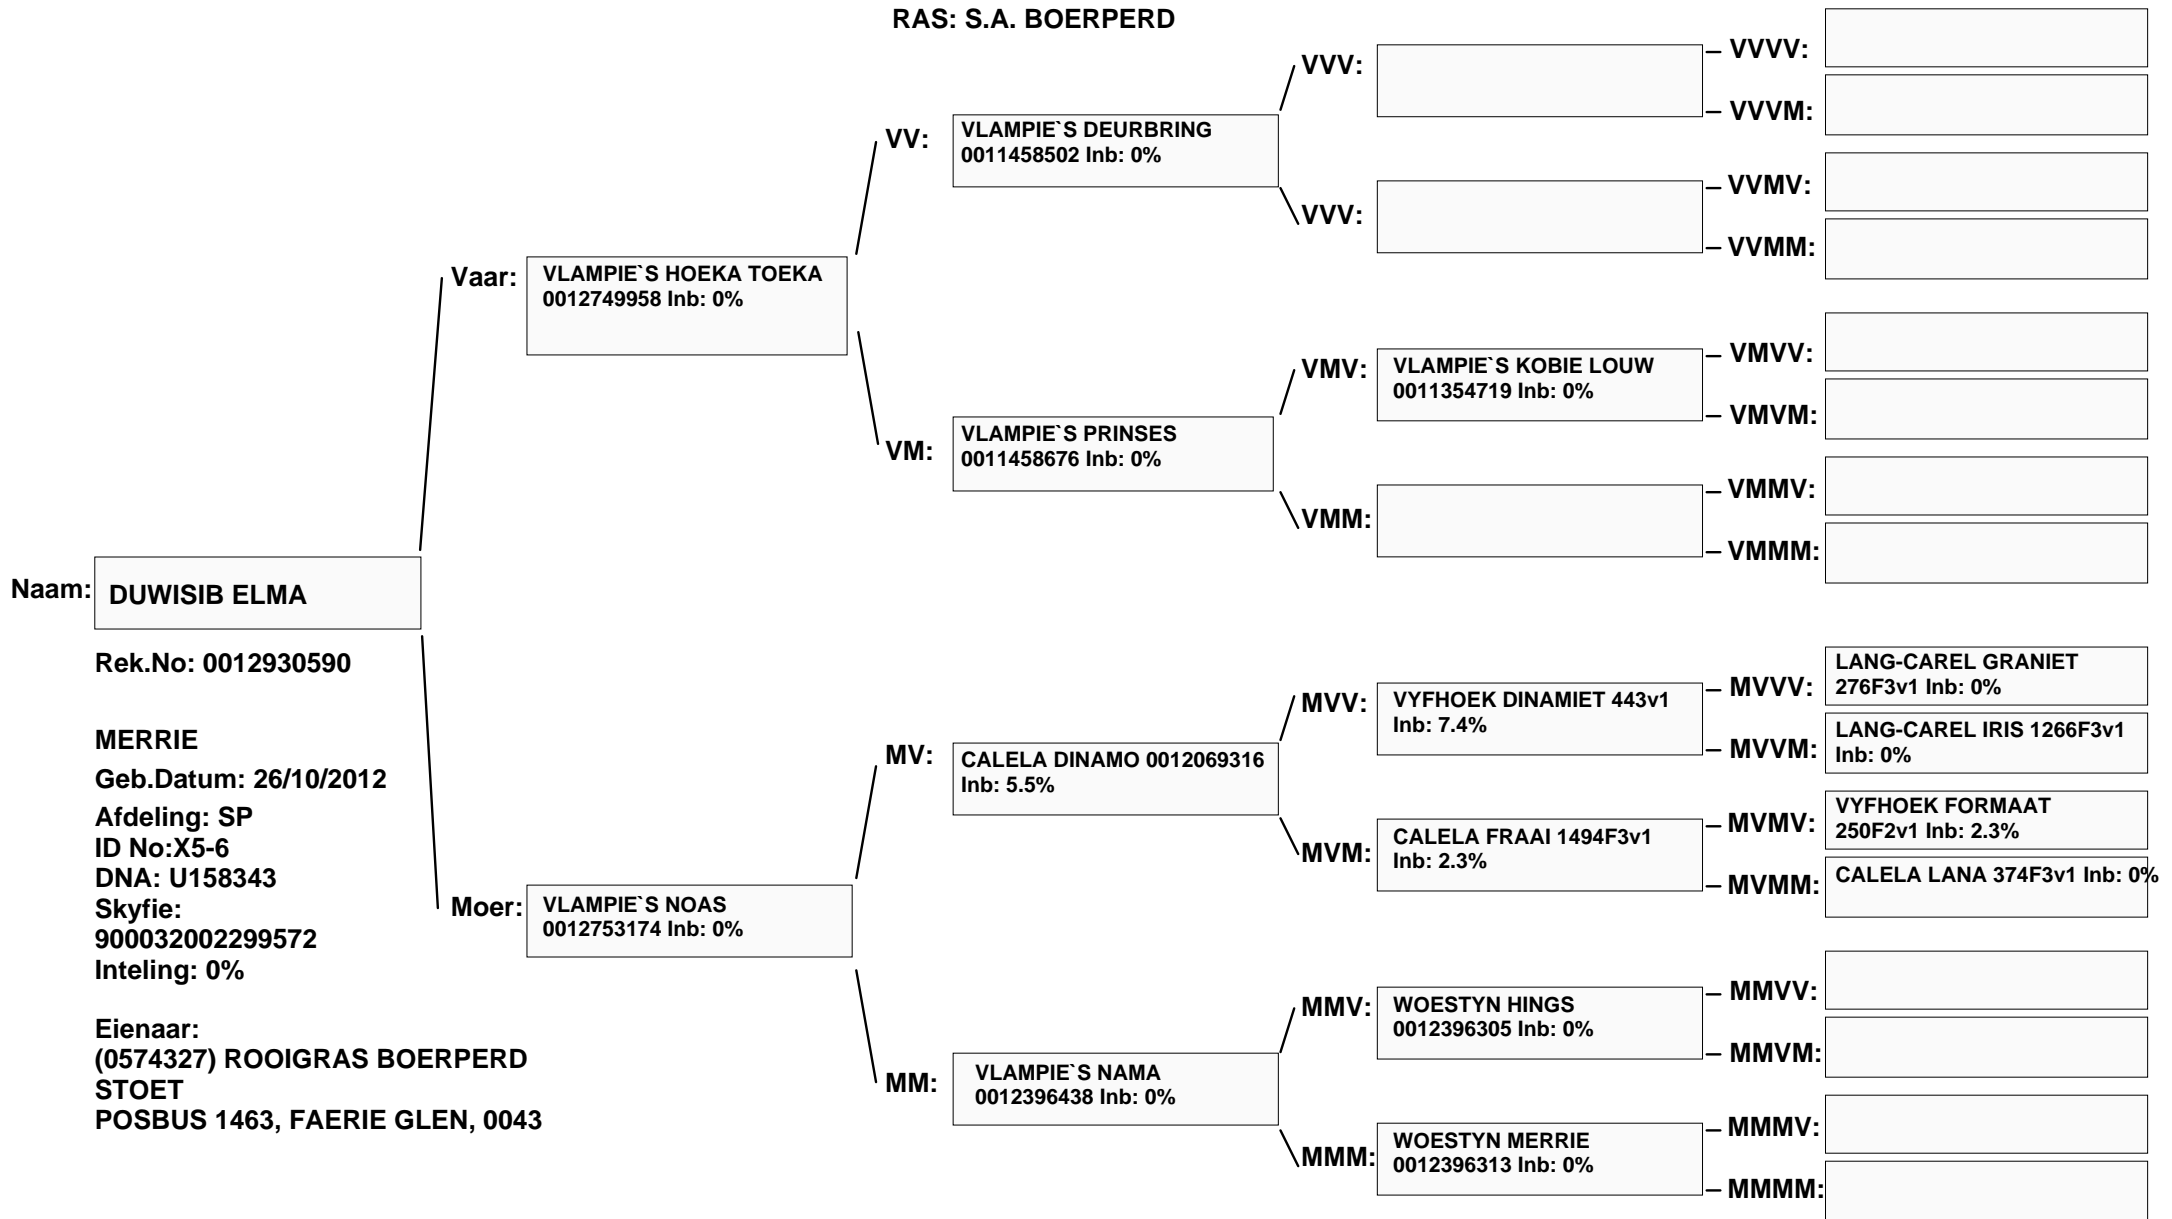 RAS: S.A. BOERPERD
Naam:
DUWISIB ELMA
Rek.No: 0012930590
MERRIE
Geb.Datum: 26/10/2012
Afdeling: SP
ID No:X5-6
DNA: U158343
Skyfie:
900032002299572
Inteling: 0%
Eienaar:
(0574327) ROOIGRAS BOERPERD
STOET
POSBUS 1463, FAERIE GLEN, 0043
Vaar:
VLAMPIE`S HOEKA TOEKA
0012749958 Inb: 0%
Moer:
VLAMPIE`S NOAS
0012753174 Inb: 0%
VV:
VLAMPIE`S DEURBRING
0011458502 Inb: 0%
VM:
VLAMPIE`S PRINSES
0011458676 Inb: 0%
MV:
CALELA DINAMO 0012069316
Inb: 5.5%
MM:
VLAMPIE`S NAMA
0012396438 Inb: 0%
VVV:
VVV:
VMV:
VLAMPIE`S KOBIE LOUW
0011354719 Inb: 0%
VMM:
MVV:
VYFHOEK DINAMIET 443v1
Inb: 7.4%
MVM:
CALELA FRAAI 1494F3v1
Inb: 2.3%
MMV:
WOESTYN HINGS
0012396305 Inb: 0%
MMM:
WOESTYN MERRIE
0012396313 Inb: 0%
– VVVV:
– VVVM:
– VVMV:
– VVMM:
– VMVV:
– VMVM:
– VMMV:
– VMMM:
– MVVV:
LANG-CAREL GRANIET
276F3v1 Inb: 0%
– MVVM:
LANG-CAREL IRIS 1266F3v1
Inb: 0%
– MVMV:
VYFHOEK FORMAAT
250F2v1 Inb: 2.3%
– MVMM:
CALELA LANA 374F3v1 Inb: 0%
– MMVV:
– MMVM:
– MMMV:
– MMMM: